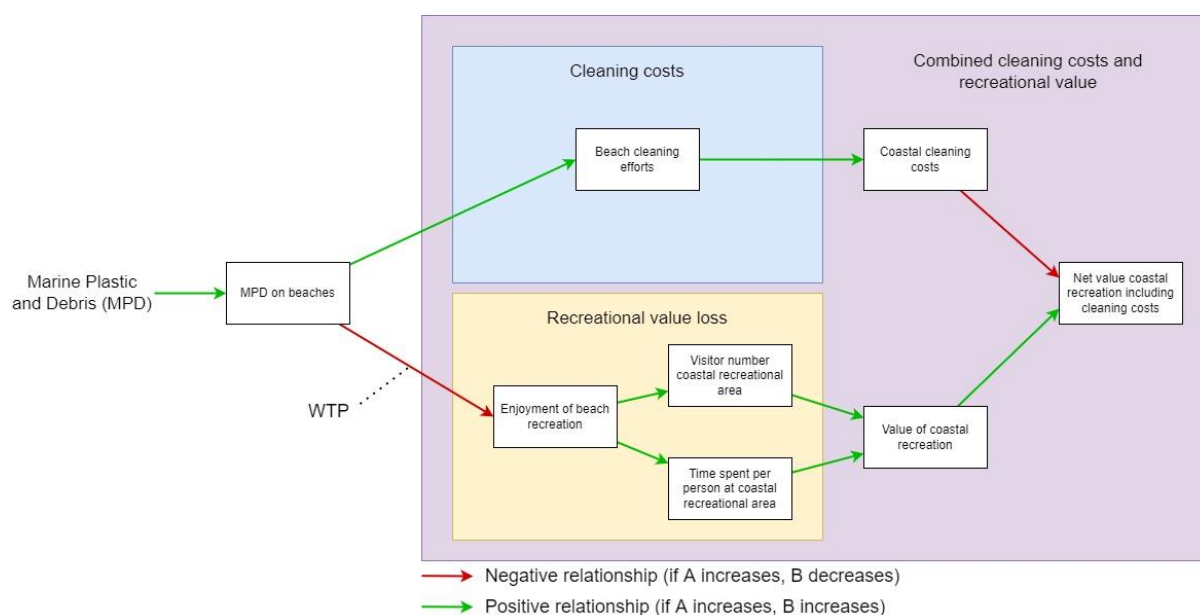 Cleaning costs
Combined cleaning costs and
recreational value
Beach cleaning
efforts
Coastal cleaning
costs
Marine Plastic
and Debris (MPD)
MPD on beaches
Net value coastal
recreation including
cleaning costs
Recreational value loss
Visitor number
coastal recreational
area
WTP
Enjoyment of beach
recreation
Value of coastal
recreation
Time spent per
person at coastal
recreational area
Negative relationship (if A increases, B decreases)
Positive relationship (if A increases, B increases)